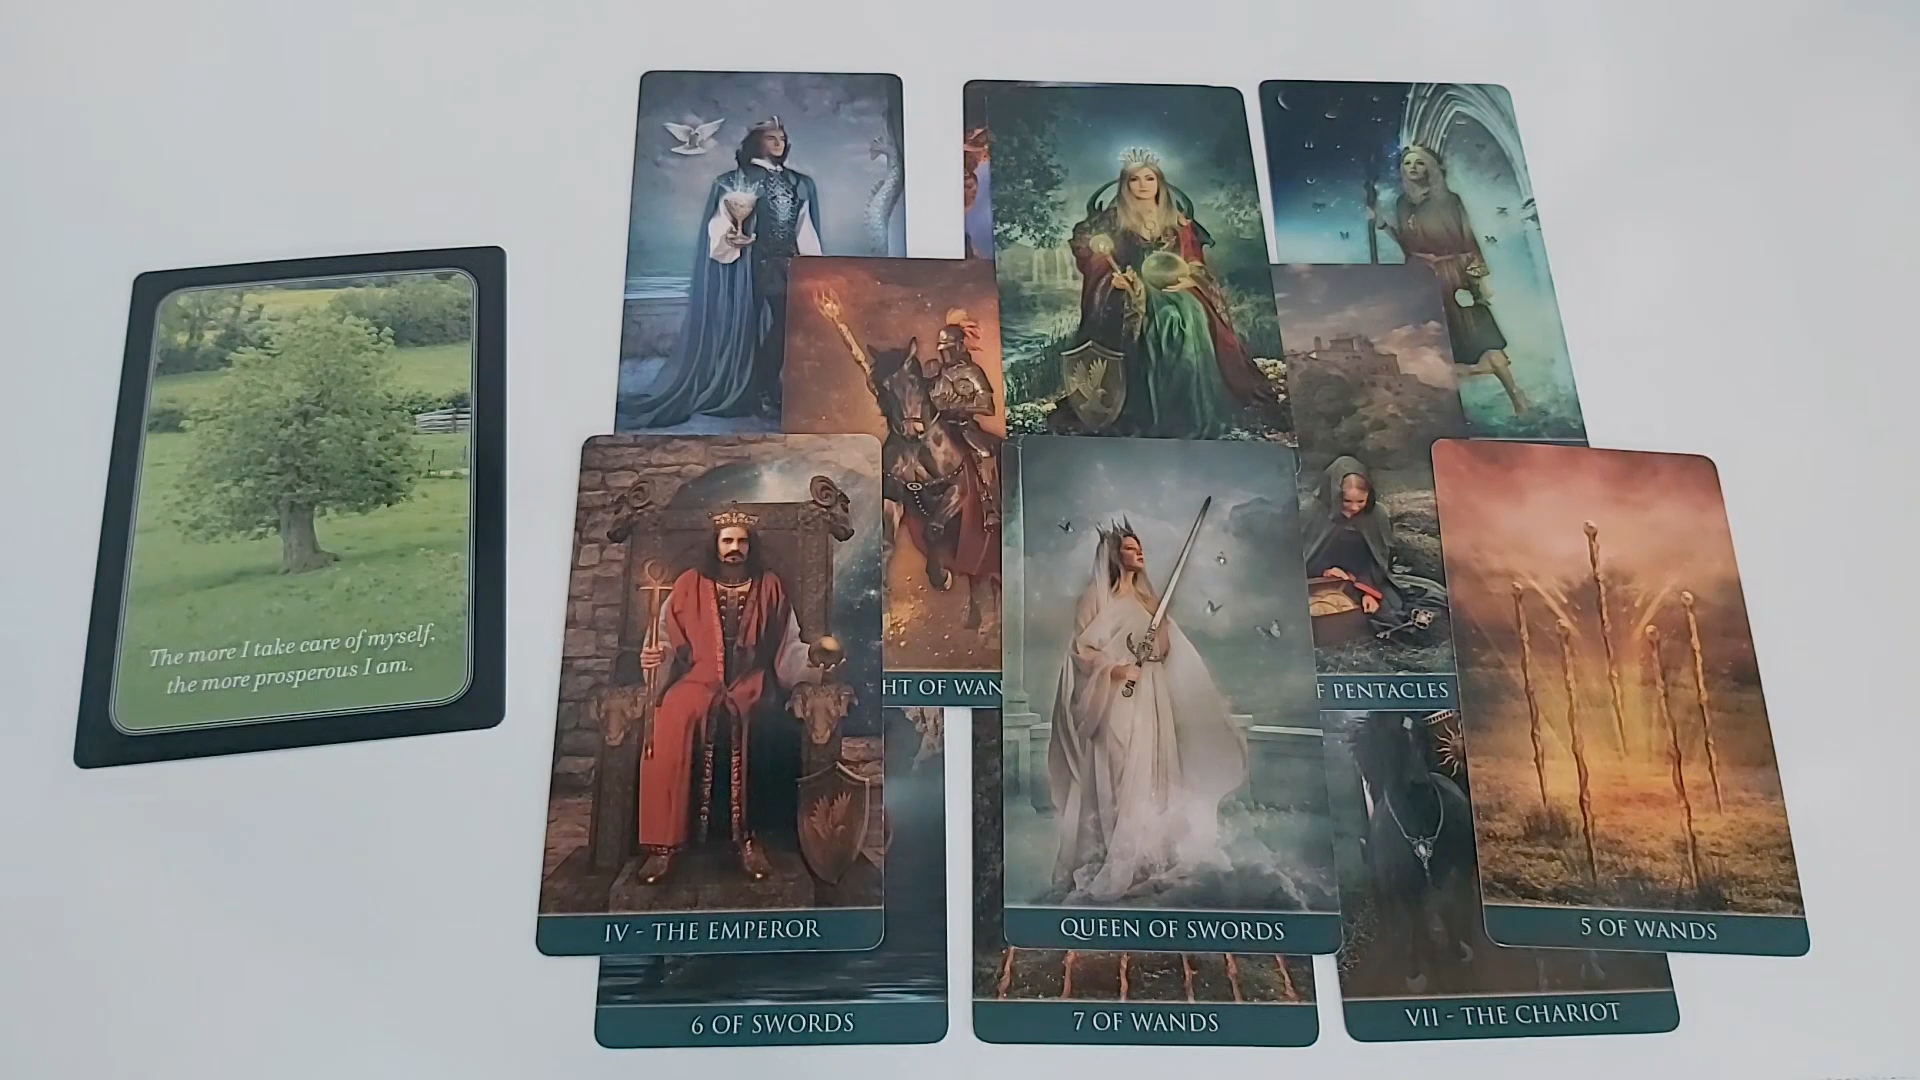 The more I take care of myself.
the more prosperous I am.
HT OF WAN
F PENTACLES
IV - THE EMPEROR
QUEEN OF SWORDS
5 OF WANDS
6 OF SWORDS
7 OF WANDS
VII - THE CHARIOT